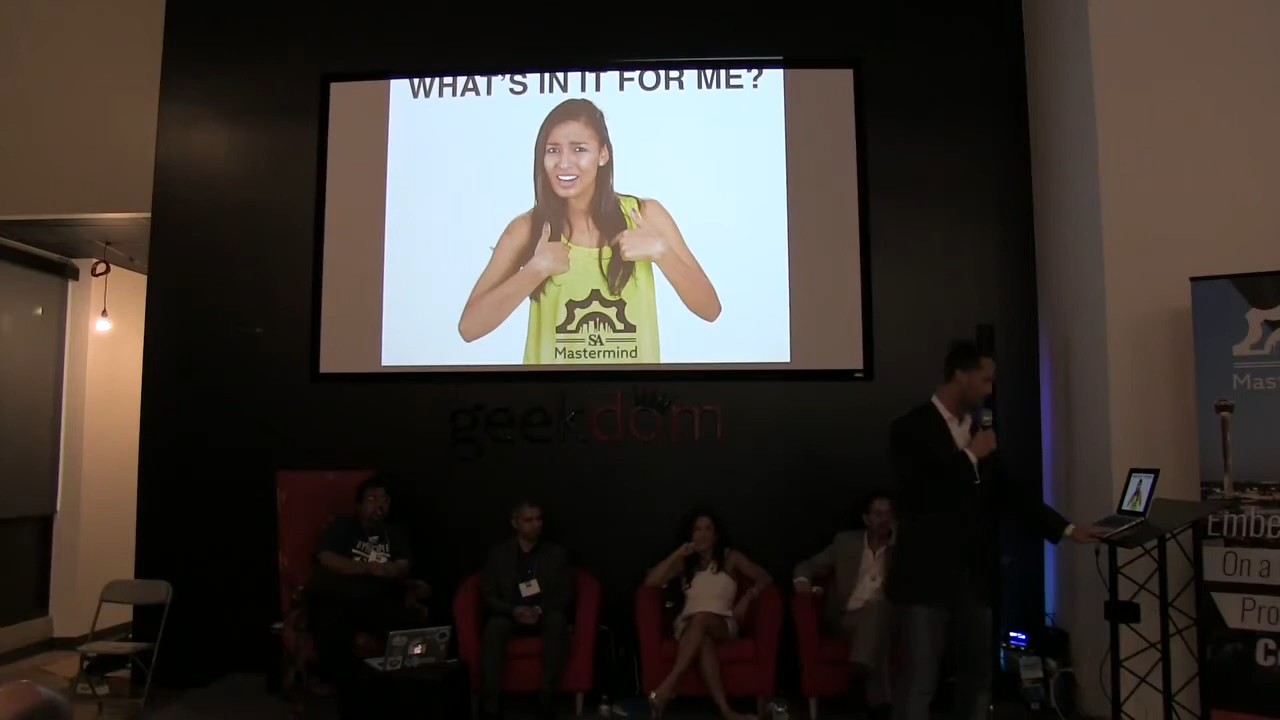 WHAT'S IN IT FOR ME?
SA
Mastermind
geekdom
Mas
Embe
On a
Pro
C